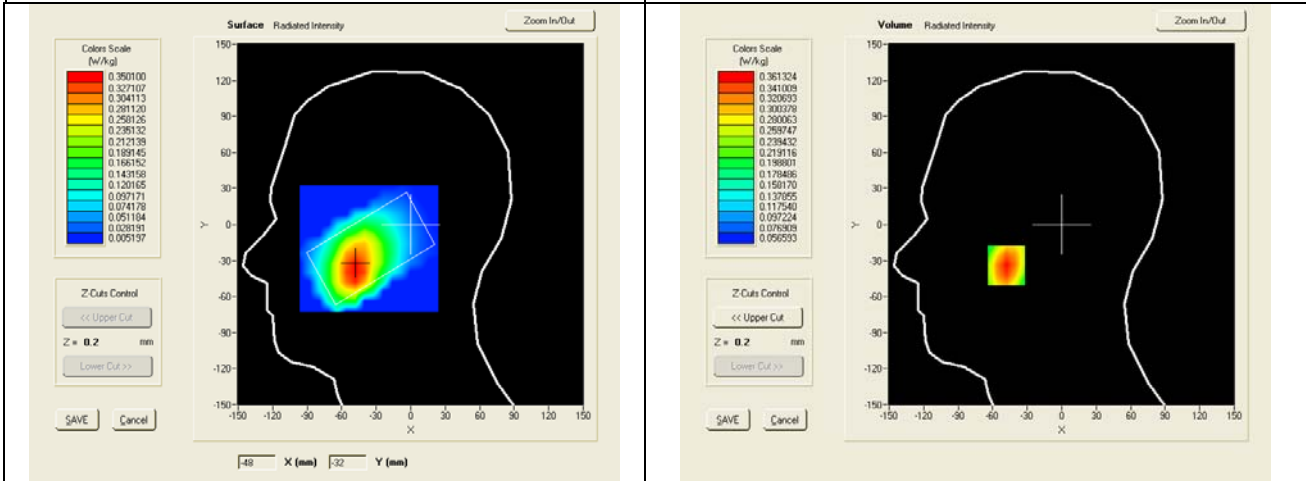 Surface Radiated Intensity
Zoom In/Out
Colors Scale
(W/kg)
0.350100
0.327107
0.304113
0.281120
0.258126
0.235132
0.212139
0.189145
0.166152
0.143158
0.120165
0.097171
0.074178
0.051184
0.028191
0.005197
Z-Cuts Control
<< Upper Cut
Z = 0.2 mm
Lower Cut >>
SAVE Cancel
150
120
90
60
30
0
-30
-60
-90
-120
-150
Y
-150 -120 -90 -60 -30 0 30 60 90 120 150
X
-48 X (mm) -32 Y (mm)
Volume Radiated Intensity
Zoom In/Out
Colors Scale
(W/kg)
0.361324
0.341009
0.320693
0.300378
0.280063
0.259747
0.239432
0.219116
0.198801
0.178486
0.158170
0.137855
0.117540
0.097224
0.076909
0.056593
Z-Cuts Control
<< Upper Cut
Z = 0.2 mm
Lower Cut >>
SAVE Cancel
150
120
90
60
30
0
-30
-60
-90
-120
-150
Y
-150 -120 -90 -60 -30 0 30 60 90 120 150
X